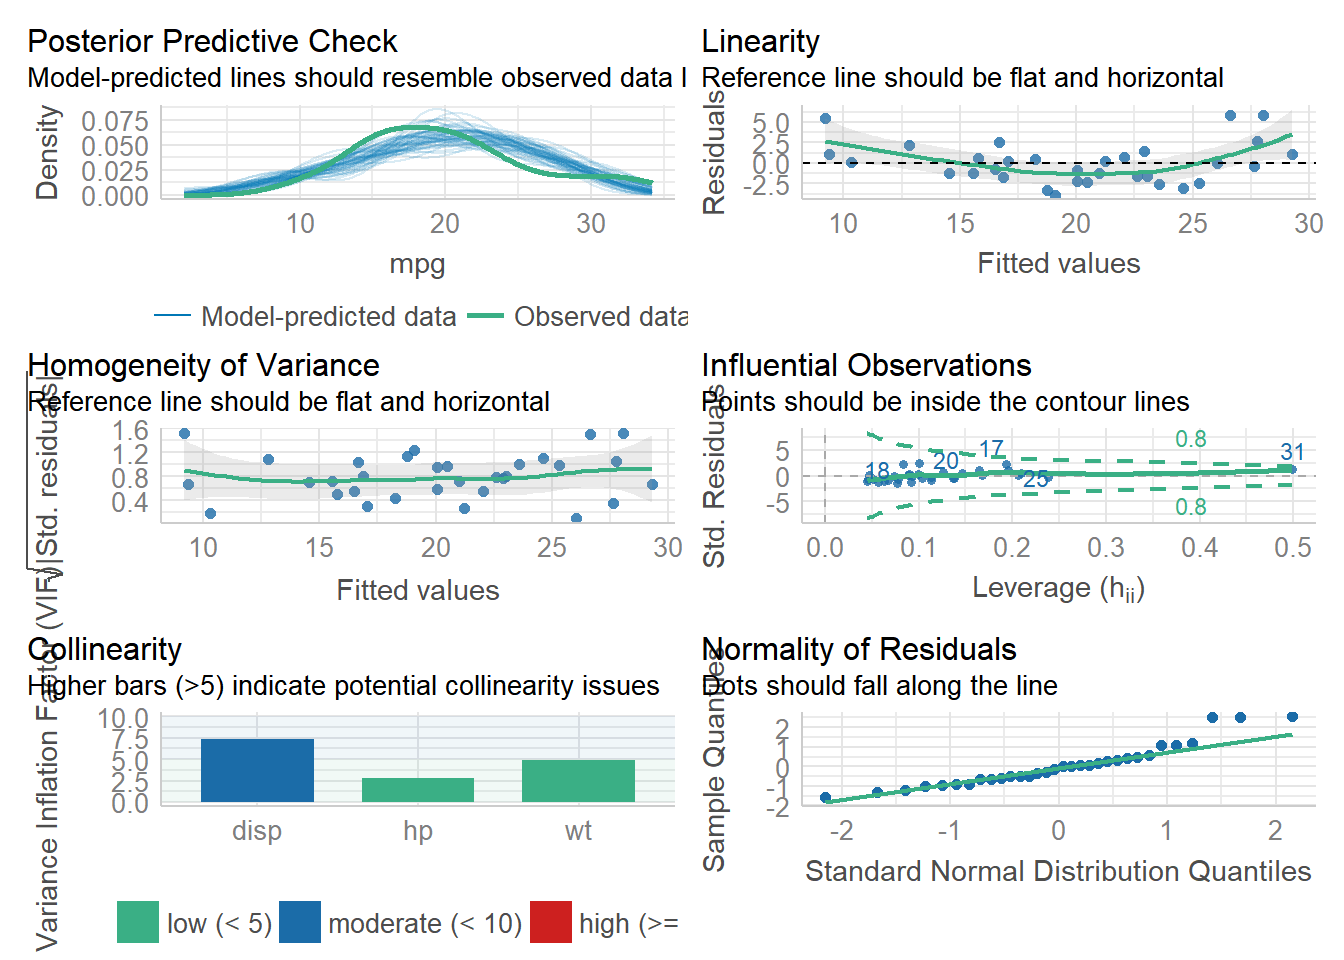 Posterior Predictive Check
Model-predicted lines should resemble observed data l
Density
0.075
0.050
0.025
0.000
10 20 30
mpg
Model-predicted data Observed data
Linearity
Reference line should be flat and horizontal
Residuals
5.0
2.5
0.0
-2.5
10 15 20 25 30
Fitted values
Homogeneity of Variance
Reference line should be flat and horizontal
√|Std. residuals|
1.6
1.2
0.8
0.4
10 15 20 25 30
Fitted values
Influential Observations
Points should be inside the contour lines
Std. Residuals
5
0
-5
18
20
17
25
31
0.8
0.8
0.0 0.1 0.2 0.3 0.4 0.5
Leverage (hii)
Collinearity
Higher bars (>5) indicate potential collinearity issues
Variance Inflation Factor (VIF)
10.0
7.5
5.0
2.5
0.0
disp hp wt
low (< 5) moderate (< 10) high (>=
Normality of Residuals
Dots should fall along the line
Sample Quantiles
2
1
0
-1
-2
-2 -1 0 1 2
Standard Normal Distribution Quantiles